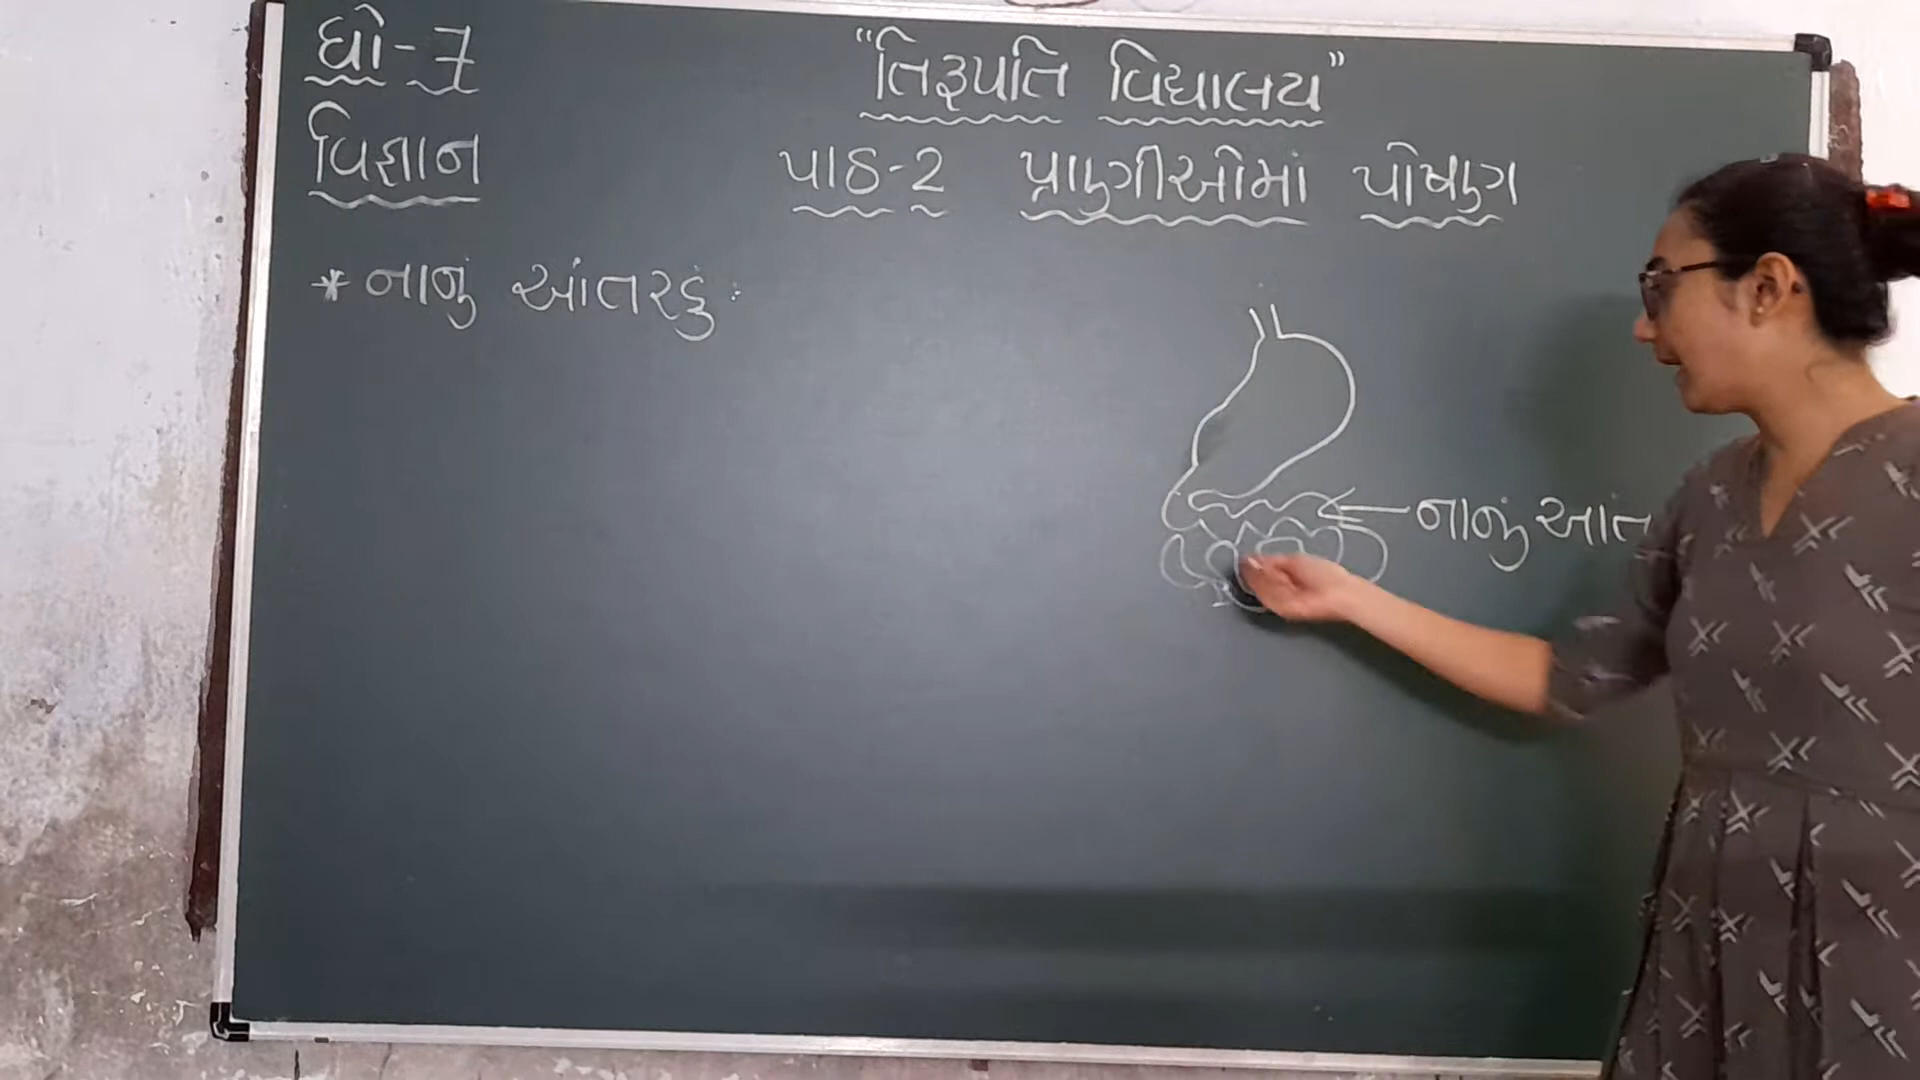 ધો-7
"તિરુપતિ વિદ્યાલય"
વિજ્ઞાન
પાઠ-2 પ્રાણીઓમાં પોષણ
* નાનું આંતરડું:
નાનું આંત